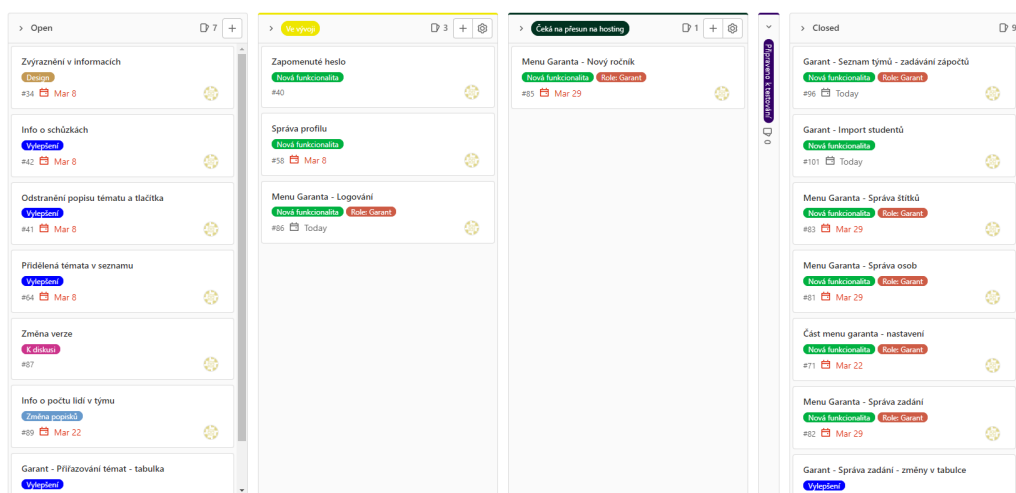 Open 7
Zvýraznění v informacích
Design
#34 Mar 8
Info o schůzkách
Vylepšení
#42 Mar 8
Odstranění popisu tématu a tlačítka
Vylepšení
#41 Mar 8
Přidělená témata v seznamu
Vylepšení
#64 Mar 8
Změna verze
K diskusi
#87
Info o počtu lidí v týmu
Změna popisků
#89 Mar 22
Garant - Přiřazování témat - tabulka
Vylepšení
Ve vývoji 3
Zapomenuté heslo
Nová funkcionalita
#40
Správa profilu
Nová funkcionalita
#58 Mar 8
Menu Garanta - Logování
Nová funkcionalita Role: Garant
#86 Today
Čeká na přesun na hosting 1
Menu Garanta - Nový ročník
Nová funkcionalita Role: Garant
#85 Mar 29
Připraveno k testování
0
Closed 9
Garant - Seznam týmů - zadávání zápočtů
Nová funkcionalita Role: Garant
#96 Today
Garant - Import studentů
Nová funkcionalita
#101 Today
Menu Garanta - Správa štítků
Nová funkcionalita Role: Garant
#83 Mar 29
Menu Garanta - Správa osob
Nová funkcionalita Role: Garant
#81 Mar 29
Část menu garanta - nastavení
Nová funkcionalita Role: Garant
#71 Mar 22
Menu Garanta - Správa zadání
Nová funkcionalita Role: Garant
#82 Mar 29
Garant - Správa zadání - změny v tabulce
Vylepšení